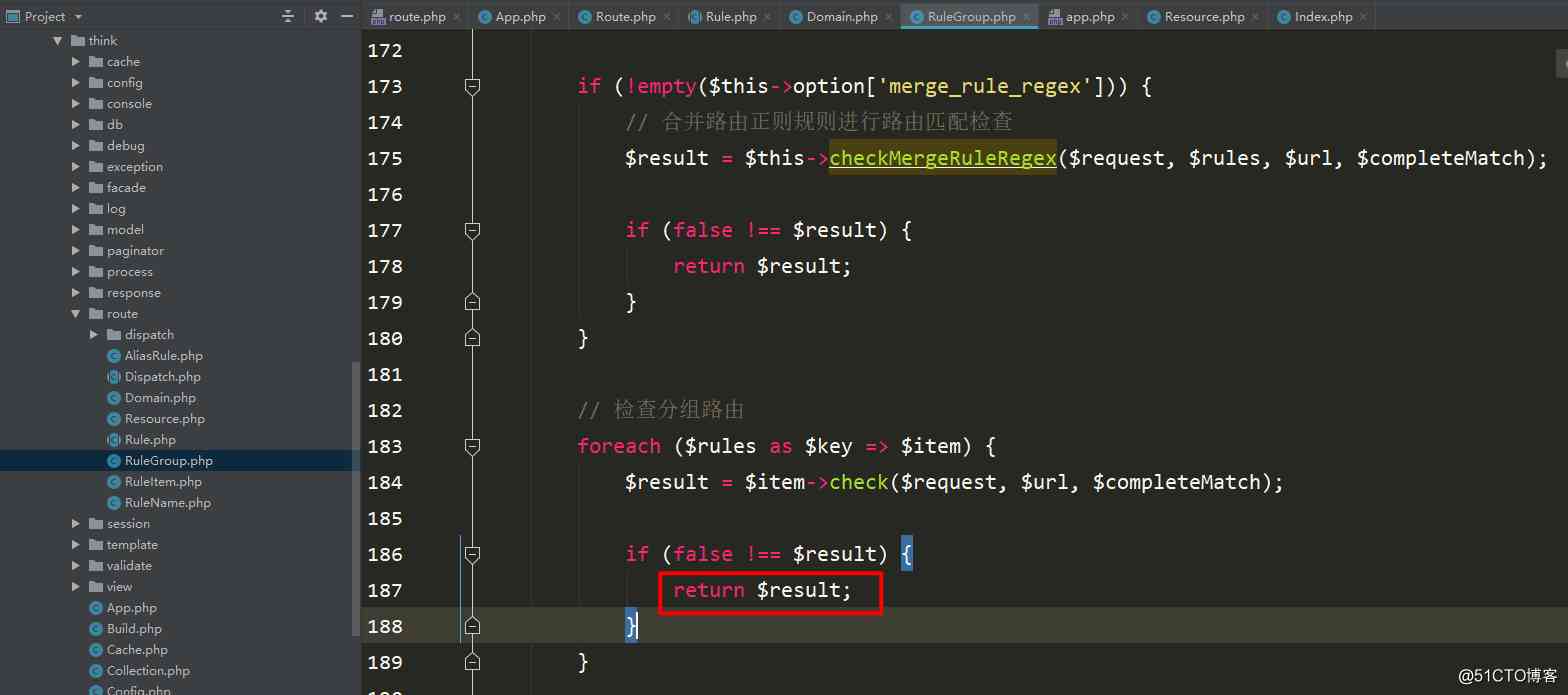 Project
route.php × App.php × Route.php × Rule.php × Domain.php × RuleGroup.php × app.php × Resource.php × Index.php ×
think
cache
config
console
db
debug
exception
facade
log
model
paginator
process
response
route
dispatch
AliasRule.php
Dispatch.php
Domain.php
Resource.php
Rule.php
RuleGroup.php
RuleItem.php
RuleName.php
session
template
validate
view
App.php
Build.php
Cache.php
Collection.php
Config.php
172
173 if (!empty($this->option['merge_rule_regex'])) {
174 // 合并路由正则规则进行路由匹配检查
175 $result = $this->checkMergeRuleRegex($request, $rules, $url, $completeMatch);
176
177 if (false !== $result) {
178 return $result;
179 }
180 }
181
182 // 检查分组路由
183 foreach ($rules as $key => $item) {
184 $result = $item->check($request, $url, $completeMatch);
185
186 if (false !== $result) {
187 return $result;
188 }
189 }
@51CTO博客